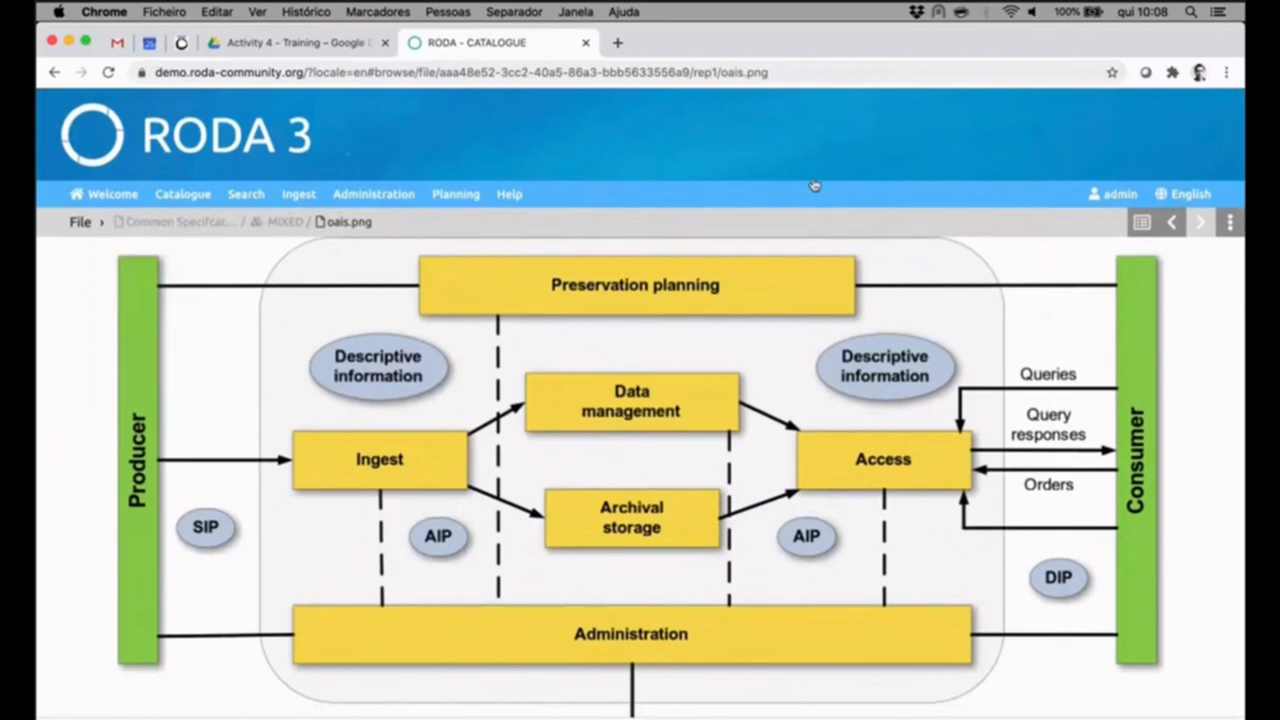 Chrome Ficheiro Editar Ver Histórico Marcadores Pessoas Separador Janela Ajuda 100% qui 10:08
Activity 4 - Training – Google RODA - CATALOGUE
demo.roda-community.org/?locale=en#browse/file/aaa48e52-3cc2-40a5-86a3-bbb5633556a9/rep1/oais.png
RODA 3
Welcome Catalogue Search Ingest Administration Planning Help admin English
File › Common Specifcat... / MIXED / oais.png
Preservation planning
Descriptive
information
Descriptive
information
Data
management
Queries
Query
responses
Producer
Ingest
Access
Consumer
Orders
Archival
storage
SIP
AIP
AIP
DIP
Administration